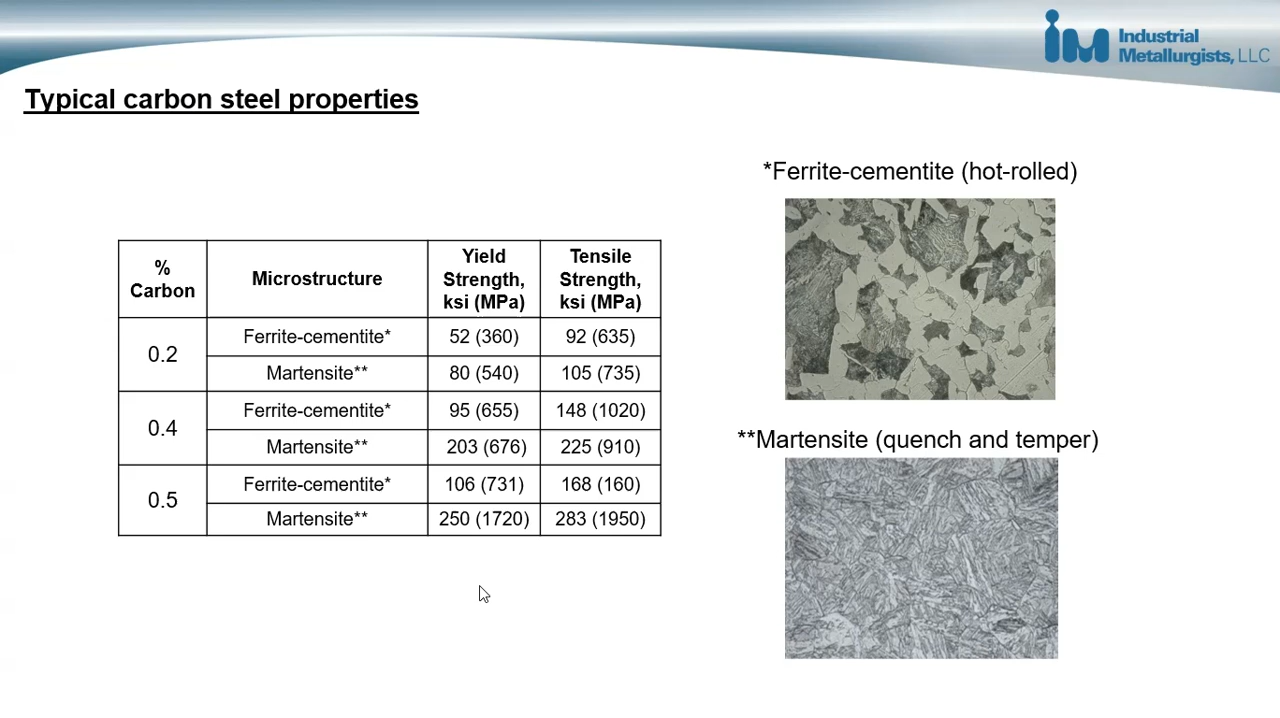 Industrial
Metallurgists, LLC
Typical carbon steel properties
*Ferrite-cementite (hot-rolled)
% Carbon Microstructure Yield Strength, ksi (MPa) Tensile Strength, ksi (MPa)
0.2 Ferrite-cementite* 52 (360) 92 (635)
Martensite** 80 (540) 105 (735)
0.4 Ferrite-cementite* 95 (655) 148 (1020)
Martensite** 203 (676) 225 (910)
0.5 Ferrite-cementite* 106 (731) 168 (160)
Martensite** 250 (1720) 283 (1950)
**Martensite (quench and temper)